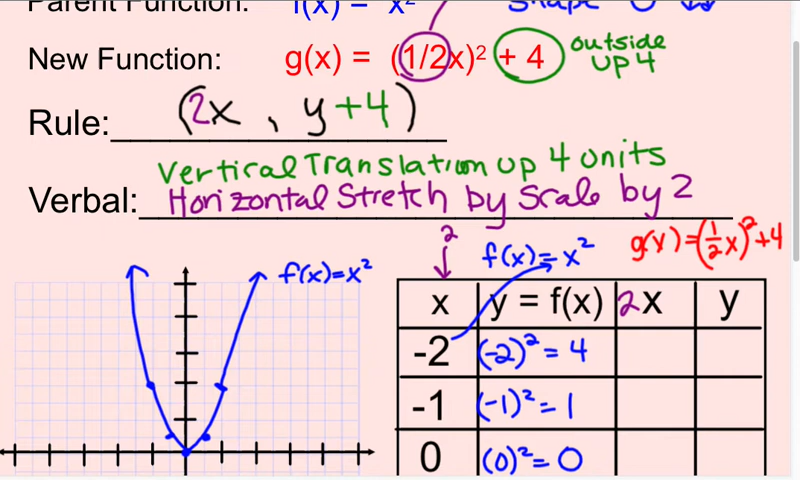 Parent Function: f(x) = x² Shape U
New Function: g(x) = (1/2x)² + 4 outside up 4
Rule: (2x, y+4)
Vertical Translation up 4 units
Verbal: Horizontal Stretch by Scale by 2
2 f(x)=x² g(x)=(½x)²+4
f(x)=x²
x y = f(x) 2x y
-2 (-2)² = 4
-1 (-1)² = 1
0 (0)² = 0